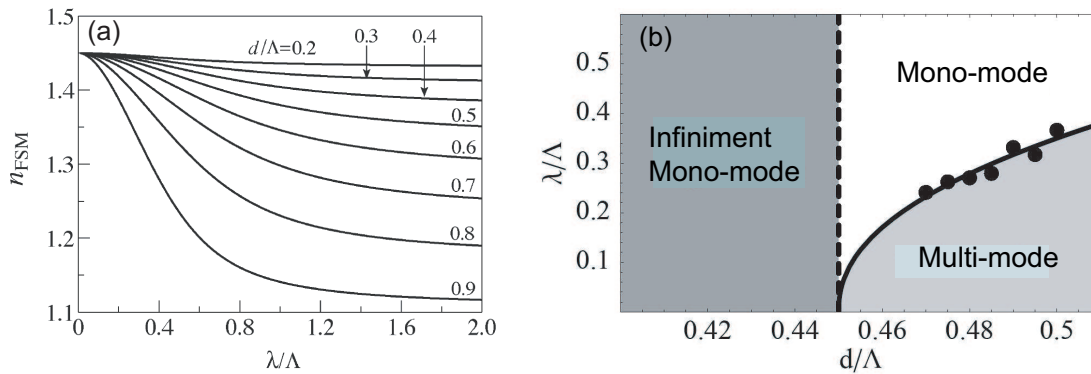 (a)
1.5
1.4
1.3
1.2
1.1
n_FSM
d/Λ=0.2
0.3
0.4
0.5
0.6
0.7
0.8
0.9
0
0.4
0.8
1.2
1.6
2.0
λ/Λ
(b)
0.5
0.4
0.3
0.2
0.1
λ/Λ
Mono-mode
Infiniment
Mono-mode
Multi-mode
0.42
0.44
0.46
0.48
0.5
d/Λ